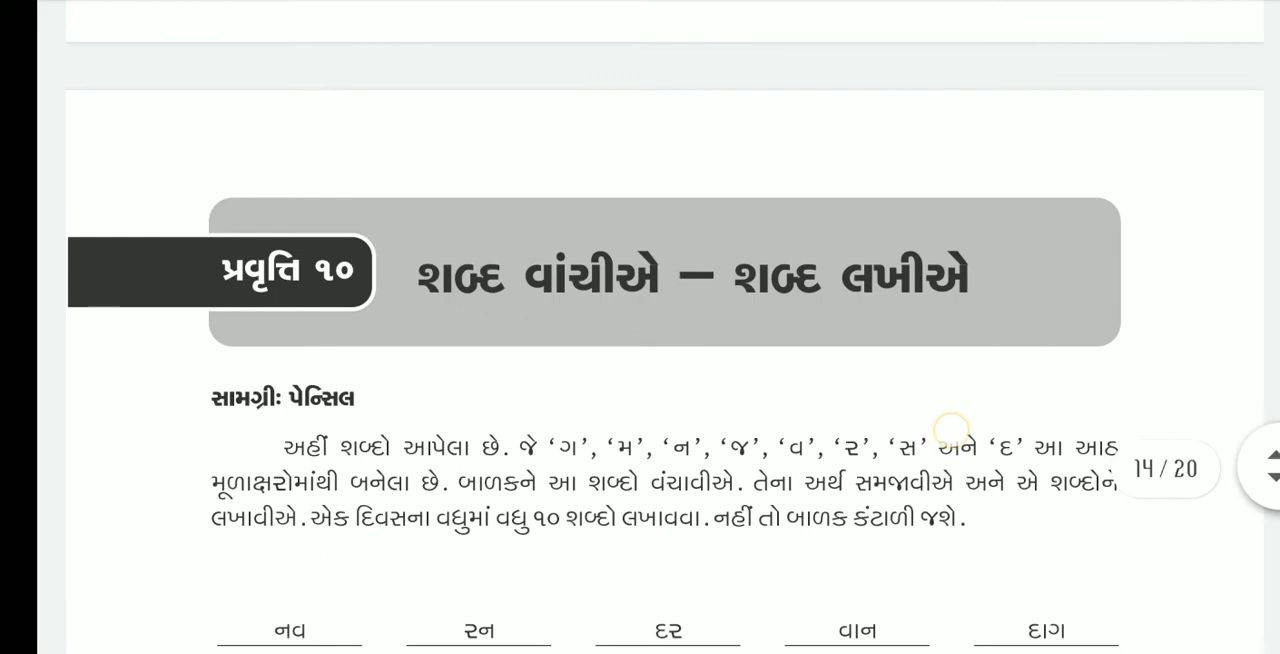 પ્રવૃત્તિ ૧૦
શબ્દ વાંચીએ – શબ્દ લખીએ
સામગ્રીઃ પેન્સિલ
અહીં શબ્દો આપેલા છે. જે ‘ગ’, ‘મ’, ‘ન’, ‘જ’, ‘વ’, ‘ર’, ‘સ’ અને ‘દ’ આ આઠ
મૂળાક્ષરોમાંથી બનેલા છે. બાળકને આ શબ્દો વંચાવીએ. તેના અર્થ સમજાવીએ અને એ શબ્દોને
લખાવીએ. એક દિવસના વધુમાં વધુ ૧૦ શબ્દો લખાવવા. નહીં તો બાળક કંટાળી જશે.
14 / 20
નવ રન દર વાન દાગ